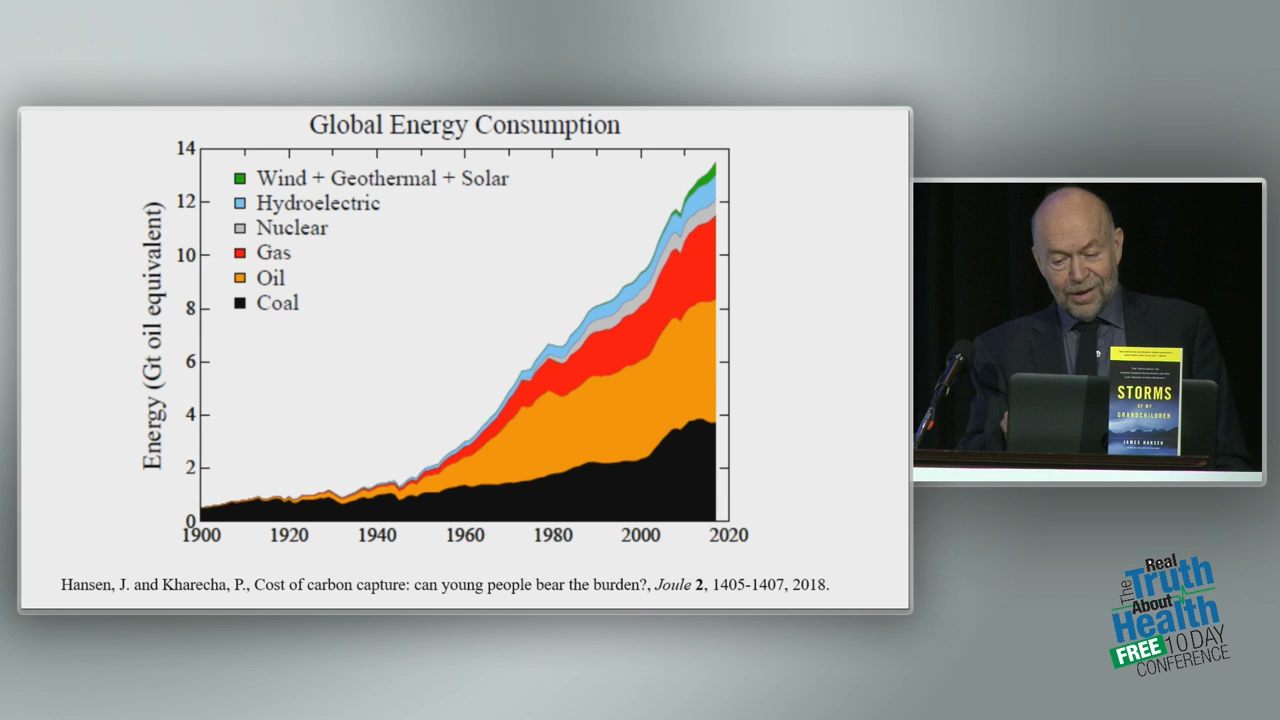 Global Energy Consumption
14
12
10
8
6
4
2
0
Energy (Gt oil equivalent)
Wind + Geothermal + Solar
Hydroelectric
Nuclear
Gas
Oil
Coal
1900 1920 1940 1960 1980 2000 2020
Hansen, J. and Kharecha, P., Cost of carbon capture: can young people bear the burden?, Joule 2, 1405-1407, 2018.
STORMS
OF MY
GRANDCHILDREN
JAMES HANSEN
The Real
Truth
About
Health
FREE 10 DAY
CONFERENCE